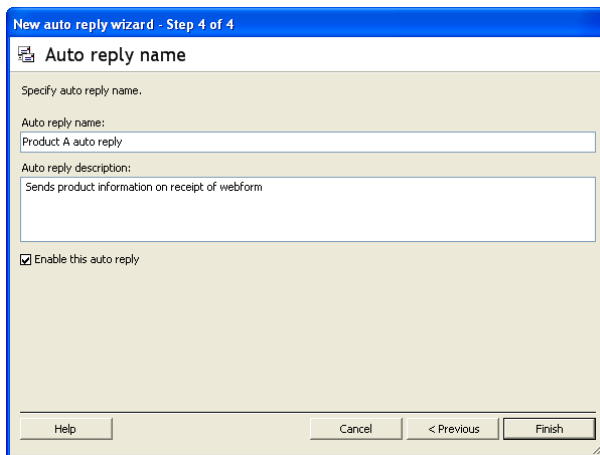 New auto reply wizard - Step 4 of 4
Auto reply name
Specify auto reply name.
Auto reply name:
Product A auto reply
Auto reply description:
Sends product information on receipt of webform
Enable this auto reply
Help
Cancel
< Previous
Finish